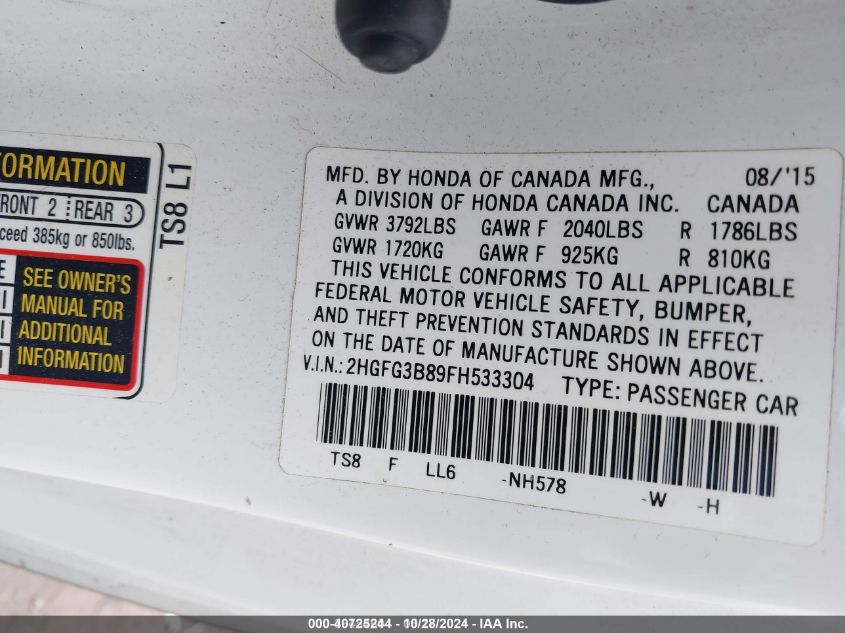 FORMATION
RONT 2 REAR 3
ceed 385kg or 850lbs.
E
SEE OWNER'S
MANUAL FOR
ADDITIONAL
INFORMATION
TS8 L1
MFD. BY HONDA OF CANADA MFG., 08/'15
A DIVISION OF HONDA CANADA INC. CANADA
GVWR 3792LBS GAWR F 2040LBS R 1786LBS
GVWR 1720KG GAWR F 925KG R 810KG
THIS VEHICLE CONFORMS TO ALL APPLICABLE
FEDERAL MOTOR VEHICLE SAFETY, BUMPER,
AND THEFT PREVENTION STANDARDS IN EFFECT
ON THE DATE OF MANUFACTURE SHOWN ABOVE.
V.I.N.: 2HGFG3B89FH533304 TYPE: PASSENGER CAR
TS8 F LL6 -NH578 -W -H
000-40725244 - 10/28/2024 - IAA Inc.